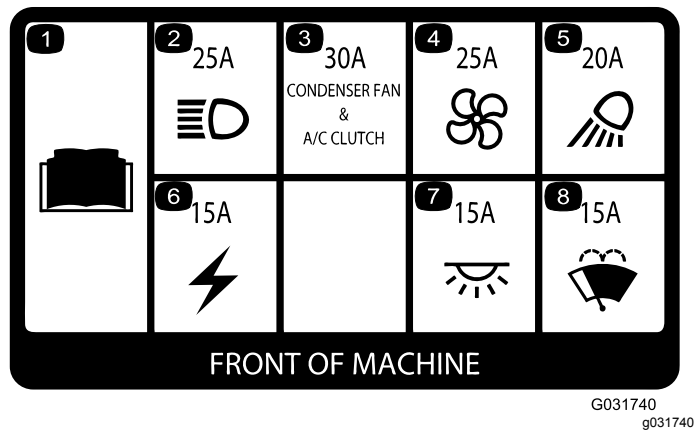 1
2
25A
3
30A
CONDENSER FAN
&
A/C CLUTCH
4
25A
5
20A
6
15A
7
15A
8
15A
FRONT OF MACHINE
G031740
g031740